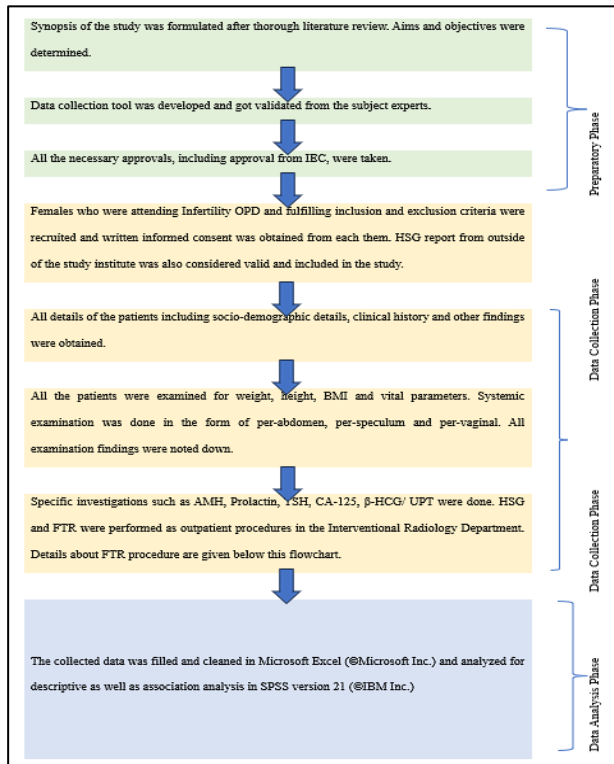 Synopsis of the study was formulated after thorough literature review. Aims and objectives were
determined.
Data collection tool was developed and got validated from the subject experts.
All the necessary approvals, including approval from IEC, were taken.
Preparatory Phase
Females who were attending Infertility OPD and fulfilling inclusion and exclusion criteria were
recruited and written informed consent was obtained from each them. HSG report from outside
of the study institute was also considered valid and included in the study.
Data Collection Phase
All details of the patients including socio-demographic details, clinical history and other findings
were obtained.
All the patients were examined for weight, height, BMI and vital parameters. Systemic
examination was done in the form of per-abdomen, per-speculum and per-vaginal. All
examination findings were noted down.
Specific investigations such as AMH, Prolactin, TSH, CA-125, β-HCG/ UPT were done. HSG
and FTR were performed as outpatient procedures in the Interventional Radiology Department.
Details about FTR procedure are given below this flowchart.
Data Collection Phase
The collected data was filled and cleaned in Microsoft Excel (©Microsoft Inc.) and analyzed for
descriptive as well as association analysis in SPSS version 21 (©IBM Inc.)
Data Analysis Phase